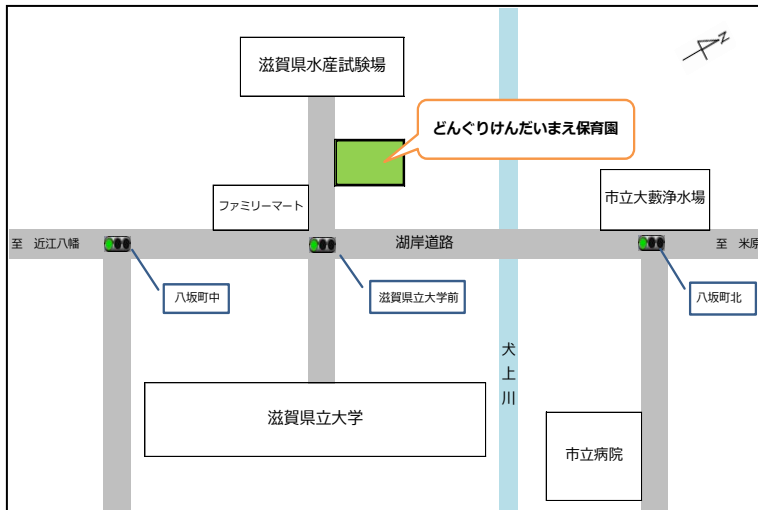 滋賀県水産試験場
N
どんぐりけんだいまえ保育園
ファミリーマート
市立大藪浄水場
至 近江八幡
湖岸道路
至 米原
八坂町中
滋賀県立大学前
八坂町北
犬上川
滋賀県立大学
市立病院